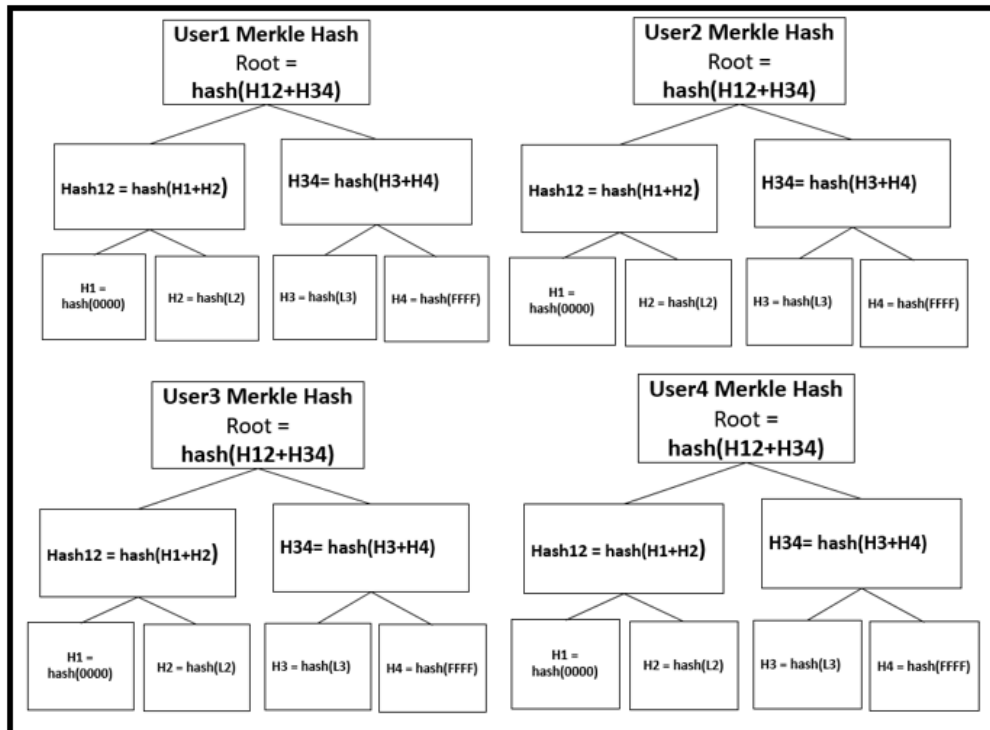 User1 Merkle Hash
Root =
hash(H12+H34)
Hash12 = hash(H1+H2)
H34= hash(H3+H4)
H1 =
hash(0000)
H2 = hash(L2)
H3 = hash(L3)
H4 = hash(FFFF)
User2 Merkle Hash
Root =
hash(H12+H34)
Hash12 = hash(H1+H2)
H34= hash(H3+H4)
H1 =
hash(0000)
H2 = hash(L2)
H3 = hash(L3)
H4 = hash(FFFF)
User3 Merkle Hash
Root =
hash(H12+H34)
Hash12 = hash(H1+H2)
H34= hash(H3+H4)
H1 =
hash(0000)
H2 = hash(L2)
H3 = hash(L3)
H4 = hash(FFFF)
User4 Merkle Hash
Root =
hash(H12+H34)
Hash12 = hash(H1+H2)
H34= hash(H3+H4)
H1 =
hash(0000)
H2 = hash(L2)
H3 = hash(L3)
H4 = hash(FFFF)